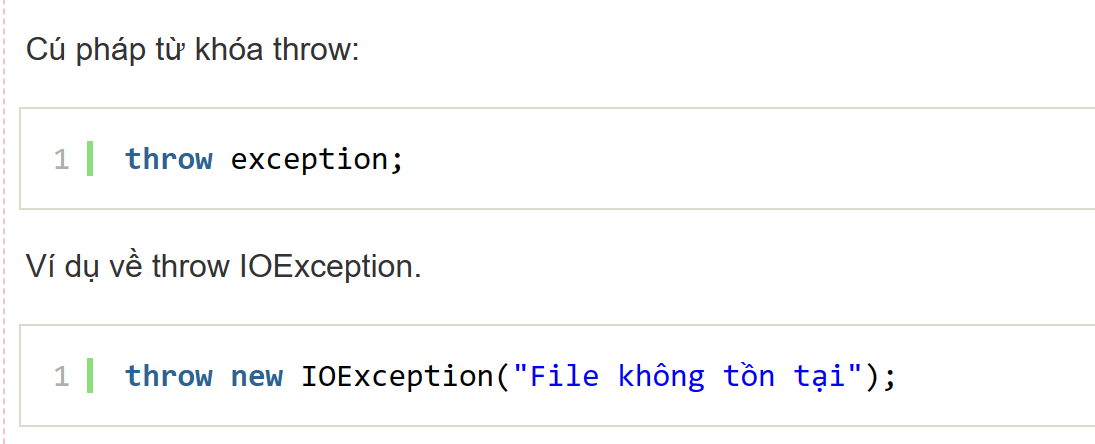 Cú pháp từ khóa throw:
1 throw exception;
Ví dụ về throw IOException.
1 throw new IOException("File không tồn tại");